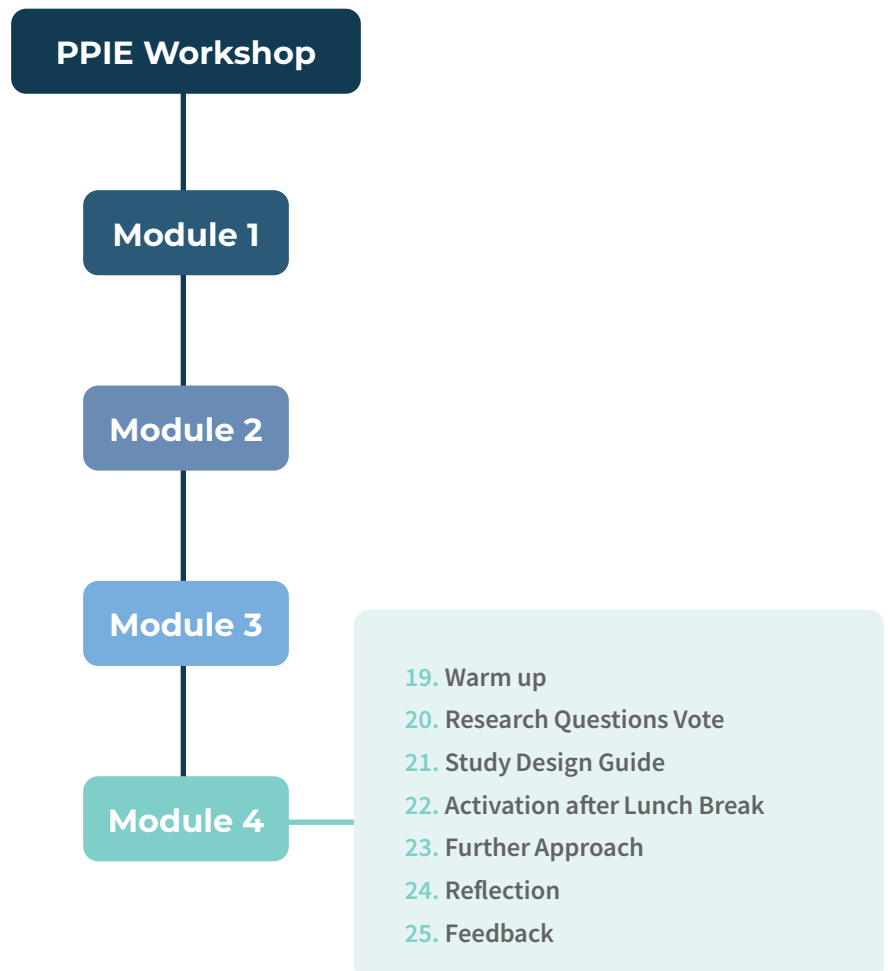 PPIE Workshop
Module 1
Module 2
Module 3
Module 4
19. Warm up
20. Research Questions Vote
21. Study Design Guide
22. Activation after Lunch Break
23. Further Approach
24. Reflection
25. Feedback